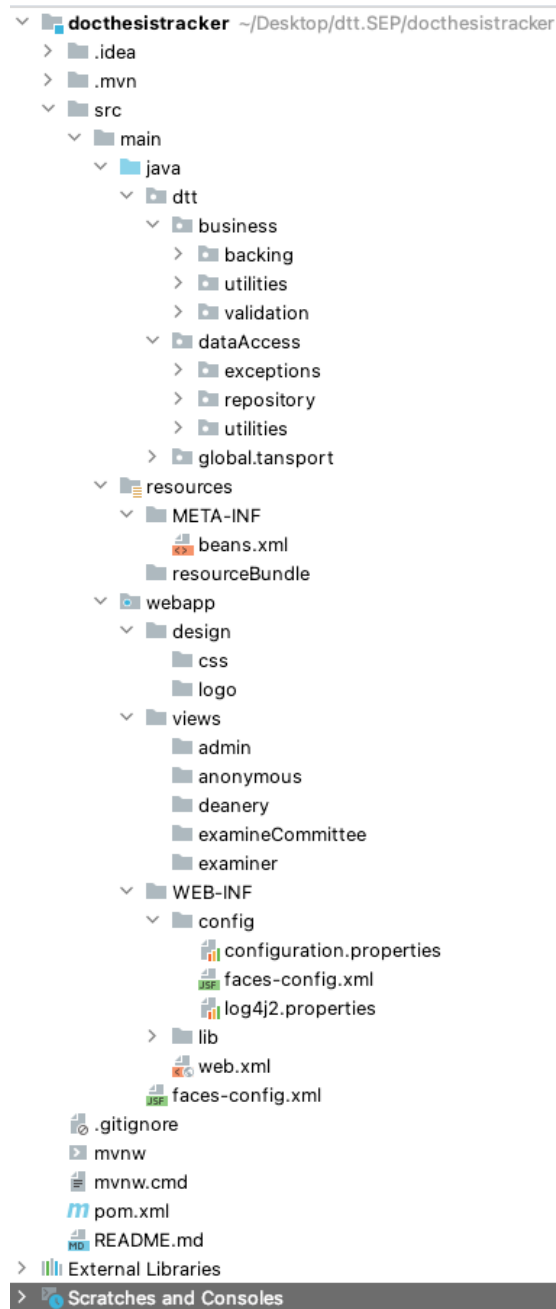 docthesistracker ~/Desktop/dtt.SEP/docthesistracker
.idea
.mvn
src
main
java
dtt
business
backing
utilities
validation
dataAccess
exceptions
repository
utilities
global.tansport
resources
META-INF
beans.xml
resourceBundle
webapp
design
css
logo
views
admin
anonymous
deanery
examineCommittee
examiner
WEB-INF
config
configuration.properties
JSF faces-config.xml
log4j2.properties
lib
web.xml
JSF faces-config.xml
.gitignore
mvnw
mvnw.cmd
m pom.xml
MD README.md
External Libraries
Scratches and Consoles